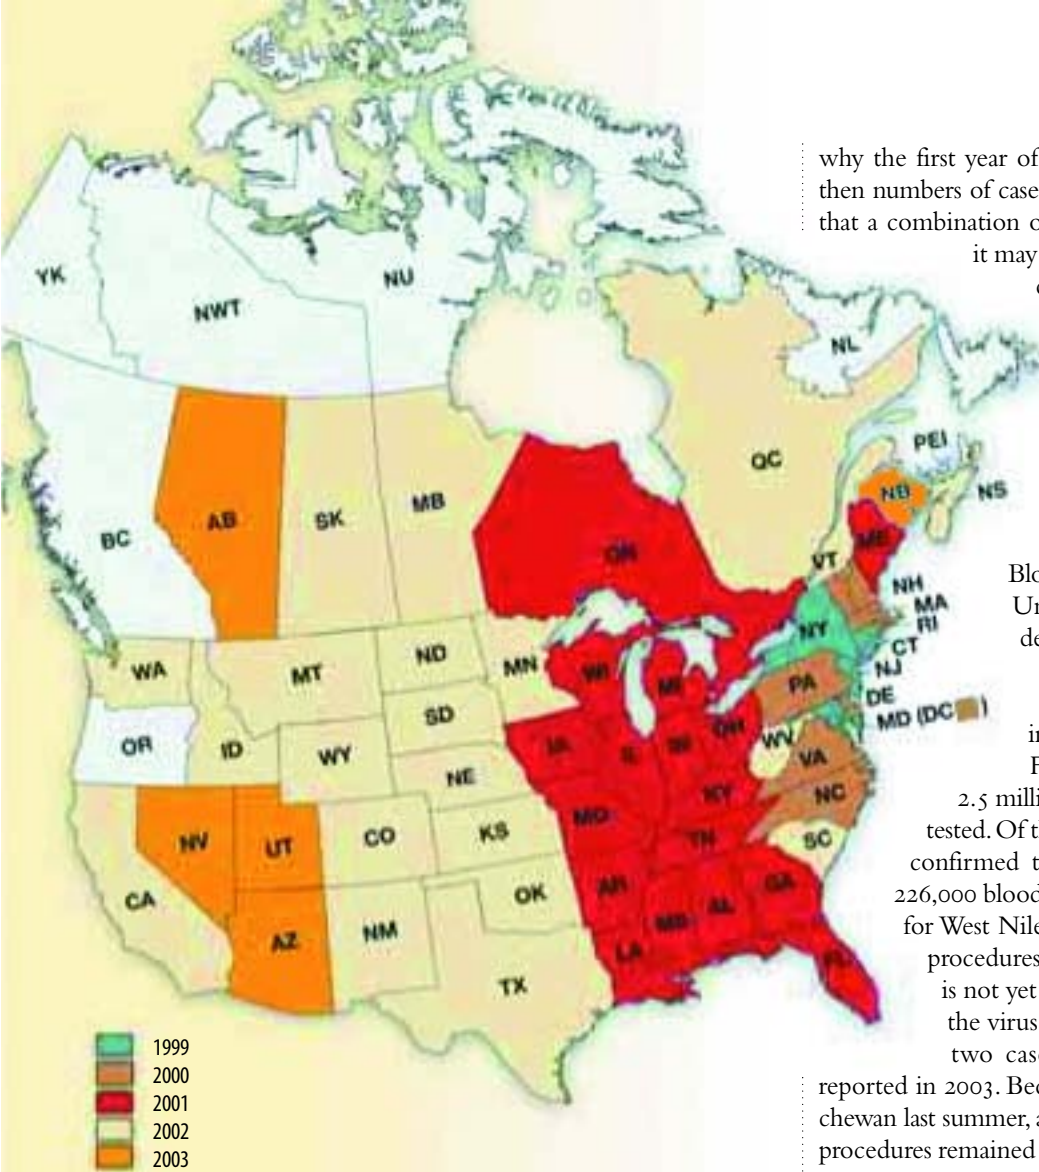 YK
NWT
NU
NL
BC
AB
SK
MB
ON
QC
PEI
NB
NS
ME
VT
NH
MA
RI
CT
NJ
DE
MD (DC )
NY
PA
WV
VA
NC
SC
WA
MT
ND
MN
OR
ID
WY
SD
NE
WI
MI
IA
IL
IN
OH
KY
NV
UT
CO
KS
MO
TN
CA
AZ
NM
OK
TX
AR
MS
AL
GA
LA
FL
1999
2000
2001
2002
2003
why the first year of
then numbers of case
that a combination o
it may
Blo
Un
de
in
F
2.5 milli
tested. Of th
confirmed t
226,000 blood
for West Nile
procedures
is not yet
the virus
two cas
reported in 2003. Bec
chewan last summer, a
procedures remained